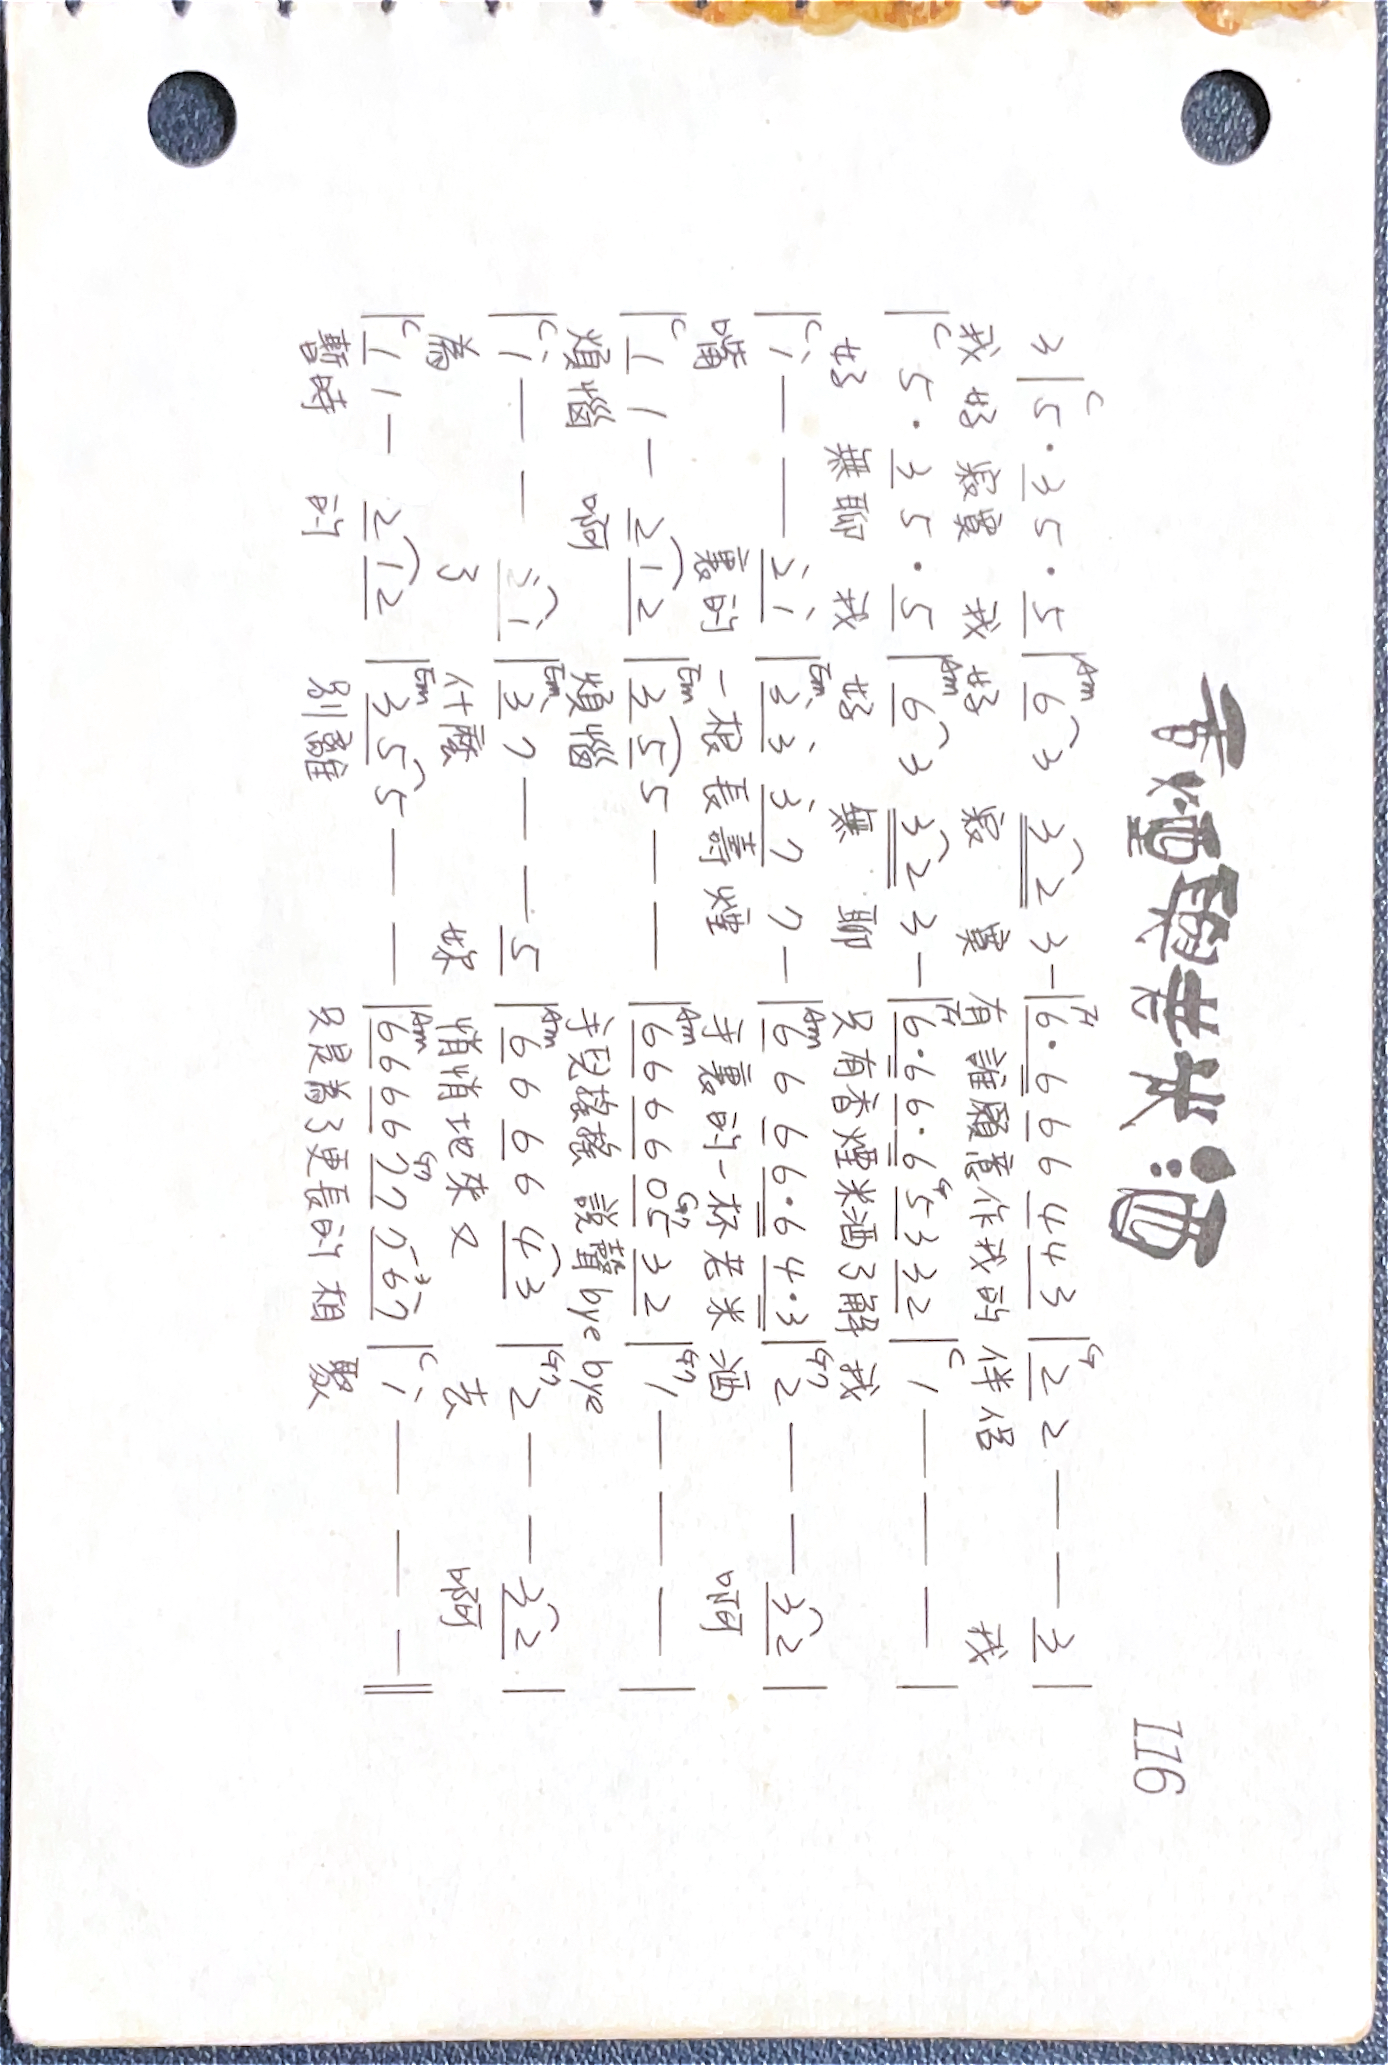 香煙與老米酒
116
C Am F G
3 | 5 · 3 5 · 5 | 6 3 3 2 3 – | 6 · 6 6 6 4 4 3 | 2 2 — — 3 |
我 好 寂寞 我 好 寂 寞 有 誰願意作我的 伴侶 我
C Am F G C
| 5 · 3 5 · 5 | 6 3 3 2 3 – | 6 · 6 6 · 6 5 3 3 2 | 1 — — — |
好 無聊 我 好 無 聊 只有香煙米酒了解 我
C Em Am G7
| i — — 2̇ i | 3̇ 3̇ 3̇ 7 7 – | 6 6 6 6 · 6 4 · 3 | 2 — — 3 2 |
嘴 裏的 一根長壽煙 手裏的一杯老米 酒 啊
C Em Am G7 G7
| 1 1 – 2 1 2 | 3 5 5 — — | 6 6 6 6 0 5 3 2 | 1 — — — |
煩惱 啊 煩惱 手兒搖搖 説聲bye bye
C Em Am G7
| i — — 2̇ i | 3̇ 7 — — 5 | 6 6 6 6 4 3 | 2 — — 3 2 |
為 了 什麼 妳 悄悄地來又 去 啊
C Em Am G7 3 C
| 1 1 – 2 1 2 | 3 5 5 — — | 6 6 6 6 7 7 7 6 7 | i — — — ||
暫時 的 別離 只是為了更長的 相 聚